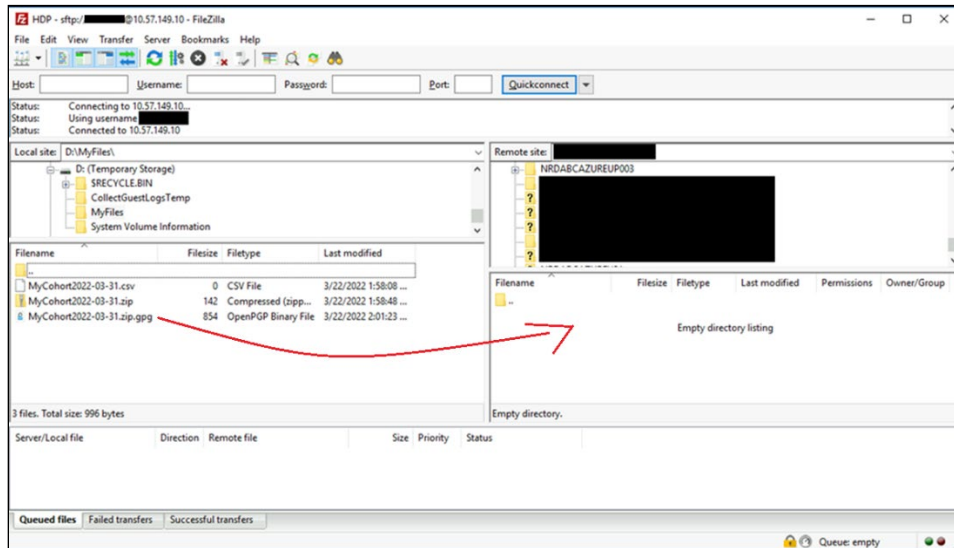 HDP - sftp:/ @10.57.149.10 - FileZilla
File Edit View Transfer Server Bookmarks Help
Host: Username: Password: Port: Quickconnect
Status: Connecting to 10.57.149.10...
Status: Using username
Status: Connected to 10.57.149.10
Local site: D:\MyFiles\
D: (Temporary Storage)
$RECYCLE.BIN
CollectGuestLogsTemp
MyFiles
System Volume Information
Filename Filesize Filetype Last modified
..
MyCohort2022-03-31.csv 0 CSV File 3/22/2022 1:58:08 ...
MyCohort2022-03-31.zip 142 Compressed (zipp... 3/22/2022 1:58:48 ...
MyCohort2022-03-31.zip.gpg 854 OpenPGP Binary File 3/22/2022 2:01:23 ...
3 files. Total size: 996 bytes
Remote site:
NRDABCAZUREUP003
?
?
?
?
Filename Filesize Filetype Last modified Permissions Owner/Group
..
Empty directory listing
Empty directory.
Server/Local file Direction Remote file Size Priority Status
Queued files Failed transfers Successful transfers
Queue: empty